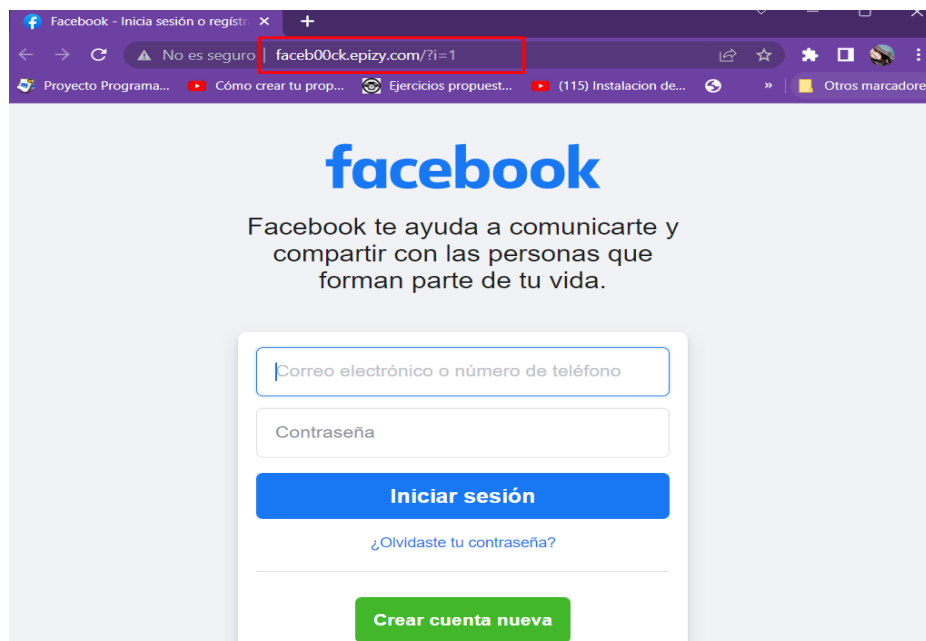 Facebook - Inicia sesión o regístr
No es seguro | faceb00ck.epizy.com/?i=1
Proyecto Programa... Cómo crear tu prop... Ejercicios propuest... (115) Instalacion de... » Otros marcadore
facebook
Facebook te ayuda a comunicarte y
compartir con las personas que
forman parte de tu vida.
Correo electrónico o número de teléfono
Contraseña
Iniciar sesión
¿Olvidaste tu contraseña?
Crear cuenta nueva